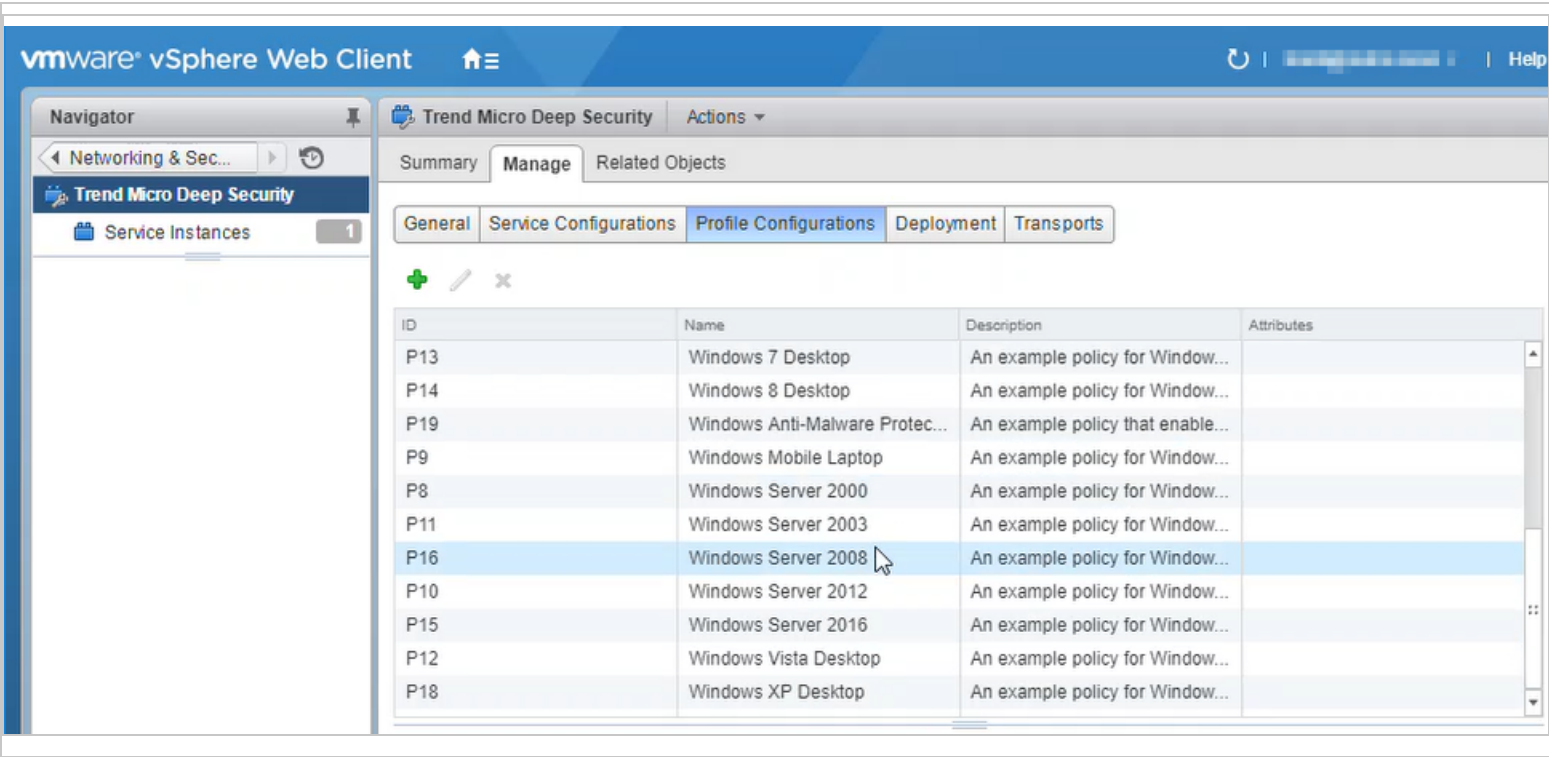 vmware® vSphere Web Client
| | Help
Navigator
Trend Micro Deep Security Actions
Networking & Sec...
Summary Manage Related Objects
Trend Micro Deep Security
Service Instances 1
General Service Configurations Profile Configurations Deployment Transports
ID Name Description Attributes
P13 Windows 7 Desktop An example policy for Window...
P14 Windows 8 Desktop An example policy for Window...
P19 Windows Anti-Malware Protec... An example policy that enable...
P9 Windows Mobile Laptop An example policy for Window...
P8 Windows Server 2000 An example policy for Window...
P11 Windows Server 2003 An example policy for Window...
P16 Windows Server 2008 An example policy for Window...
P10 Windows Server 2012 An example policy for Window...
P15 Windows Server 2016 An example policy for Window...
P12 Windows Vista Desktop An example policy for Window...
P18 Windows XP Desktop An example policy for Window...